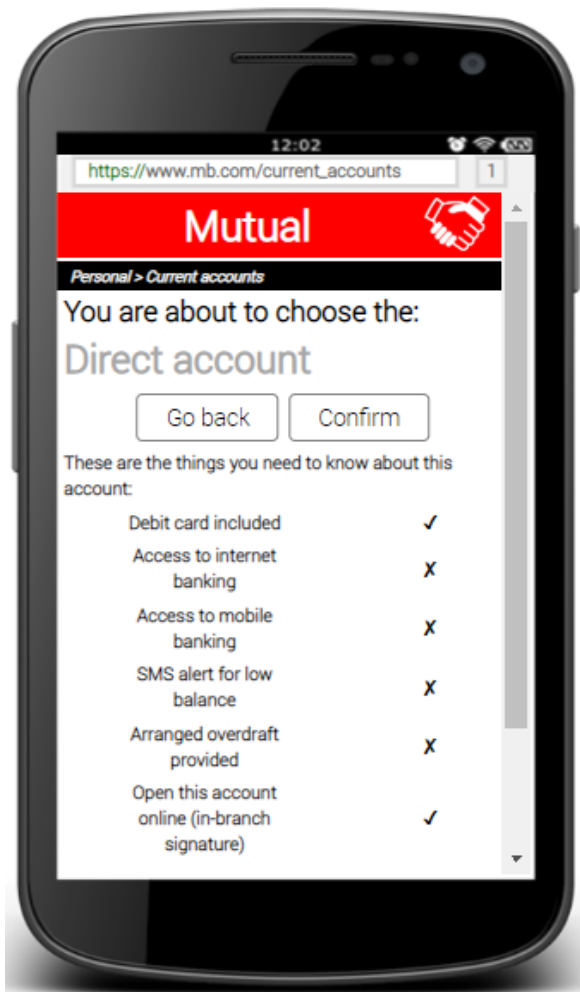 12:02
https://www.mb.com/current_accounts 1
Mutual
Personal > Current accounts
You are about to choose the:
Direct account
Go back Confirm
These are the things you need to know about this
account:
Debit card included ✓
Access to internet
banking ✗
Access to mobile
banking ✗
SMS alert for low
balance ✗
Arranged overdraft
provided ✗
Open this account
online (in-branch
signature) ✓